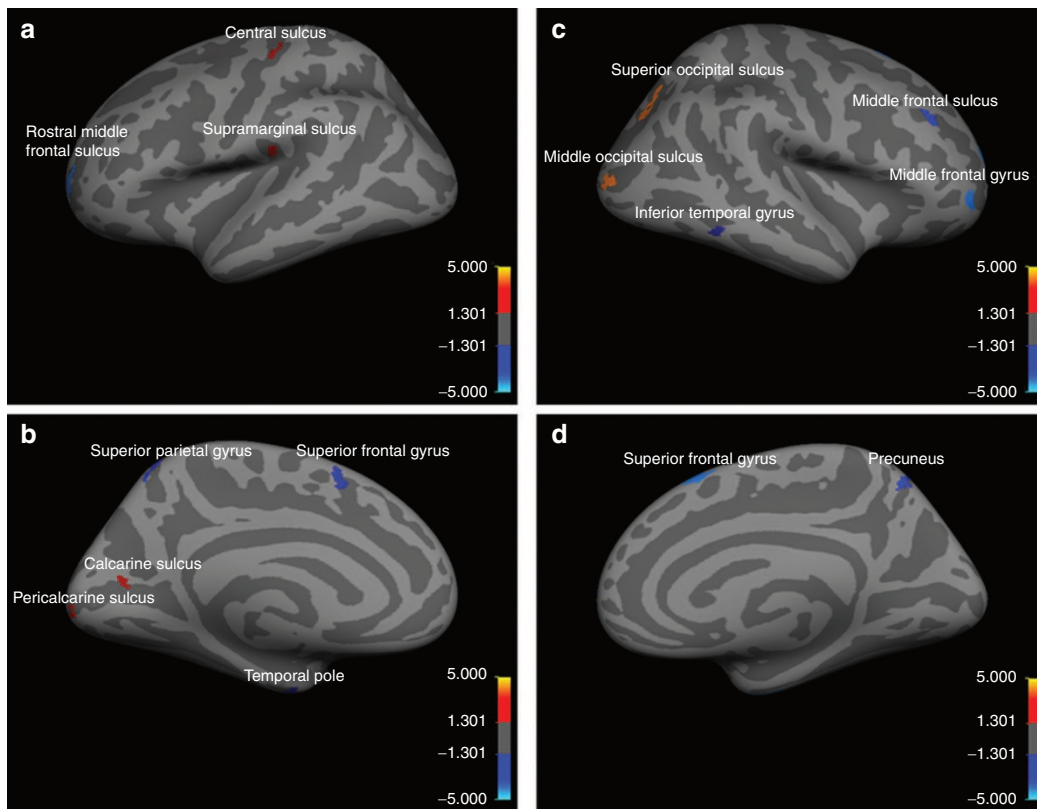 a
Central sulcus
Supramarginal sulcus
Rostral middle
frontal sulcus
5.000
1.301
−1.301
−5.000
c
Superior occipital sulcus
Middle frontal sulcus
Middle occipital sulcus
Middle frontal gyrus
Inferior temporal gyrus
5.000
1.301
−1.301
−5.000
b
Superior parietal gyrus
Superior frontal gyrus
Calcarine sulcus
Pericalcarine sulcus
Temporal pole
5.000
1.301
−1.301
−5.000
d
Superior frontal gyrus
Precuneus
5.000
1.301
−1.301
−5.000